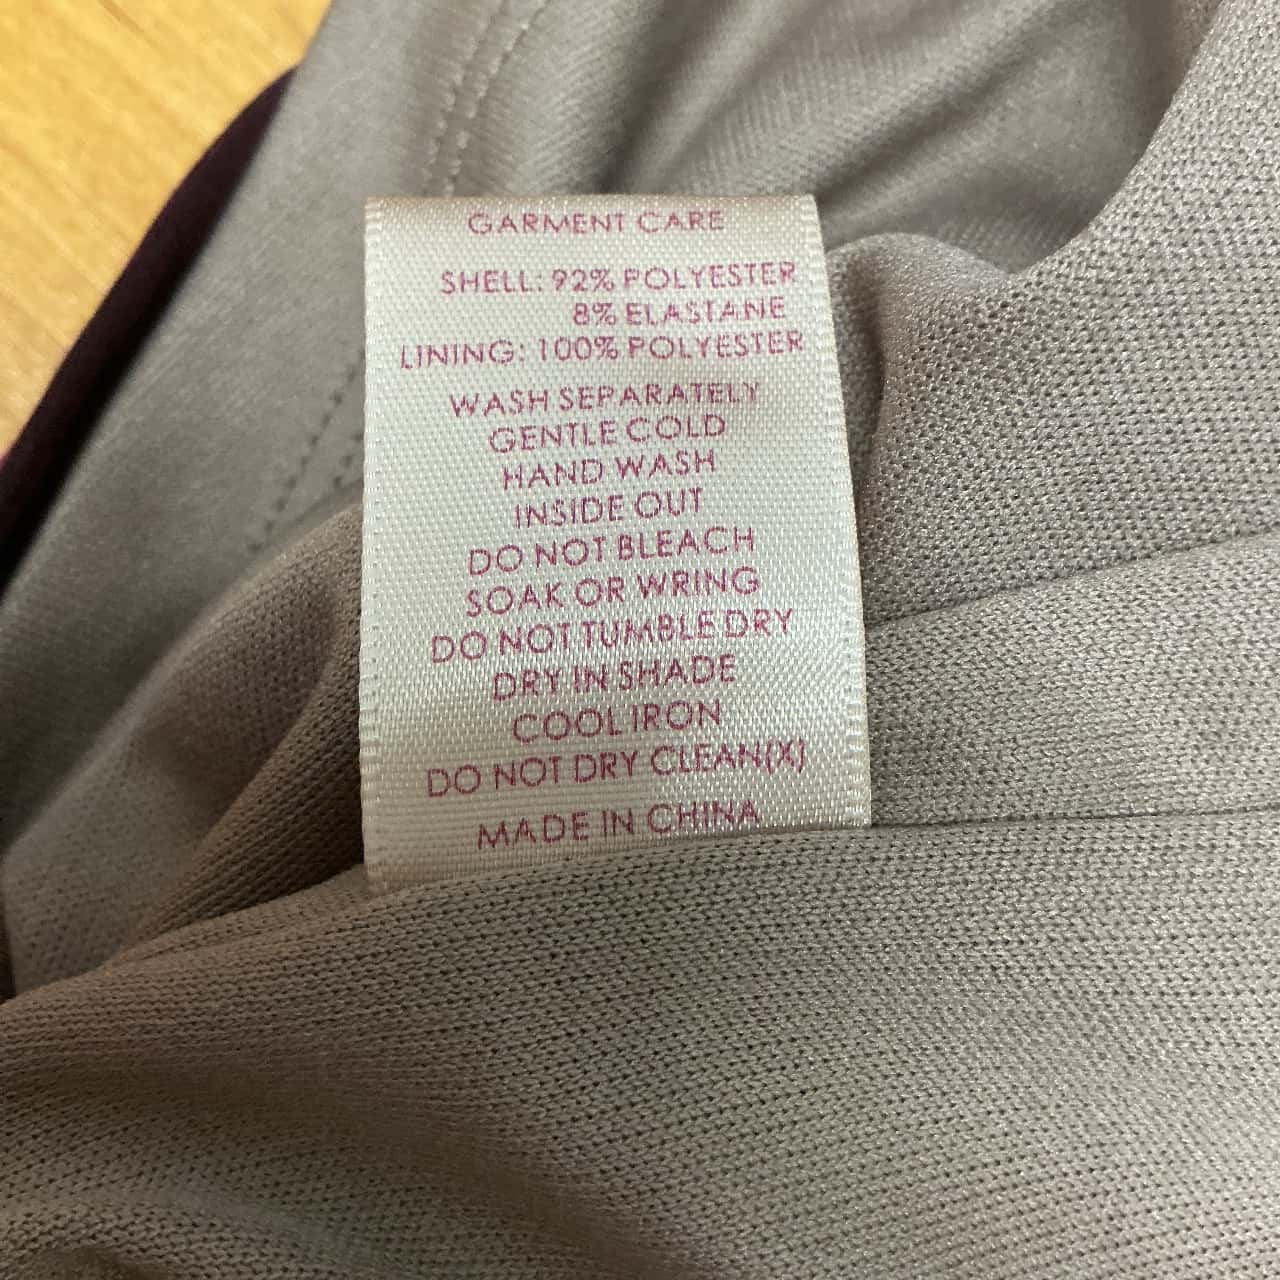 GARMENT CARE
SHELL: 92% POLYESTER
8% ELASTANE
LINING: 100% POLYESTER
WASH SEPARATELY
GENTLE COLD
HAND WASH
INSIDE OUT
DO NOT BLEACH
SOAK OR WRING
DO NOT TUMBLE DRY
DRY IN SHADE
COOL IRON
DO NOT DRY CLEAN(X)
MADE IN CHINA